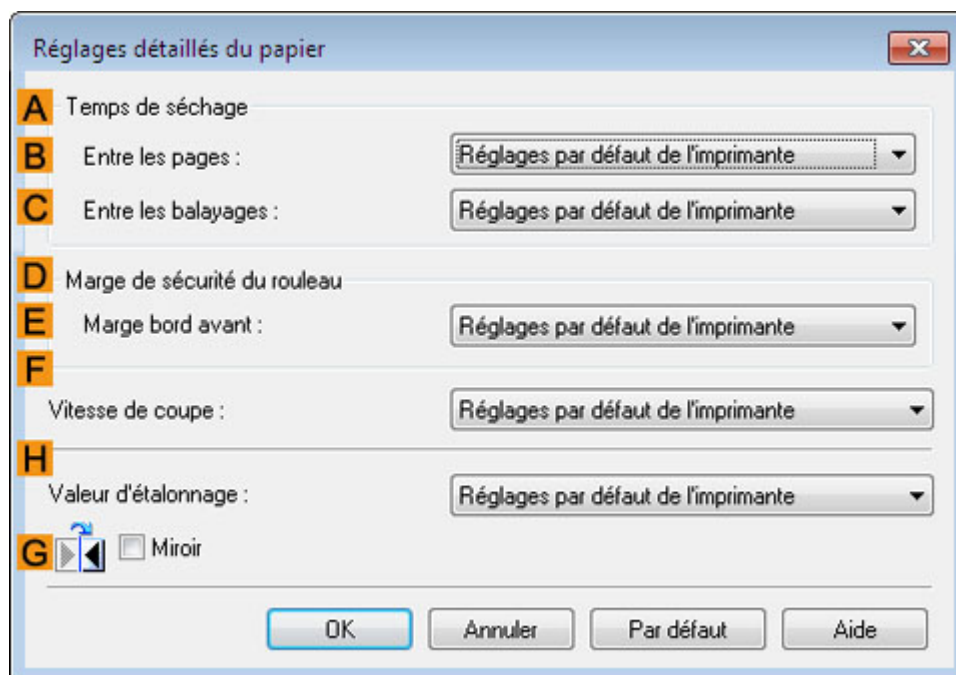 Réglages détaillés du papier
A Temps de séchage
B Entre les pages : Réglages par défaut de l'imprimante
C Entre les balayages : Réglages par défaut de l'imprimante
D Marge de sécurité du rouleau
E Marge bord avant : Réglages par défaut de l'imprimante
F
Vitesse de coupe : Réglages par défaut de l'imprimante
H
Valeur d'étalonnage : Réglages par défaut de l'imprimante
G Miroir
OK Annuler Par défaut Aide